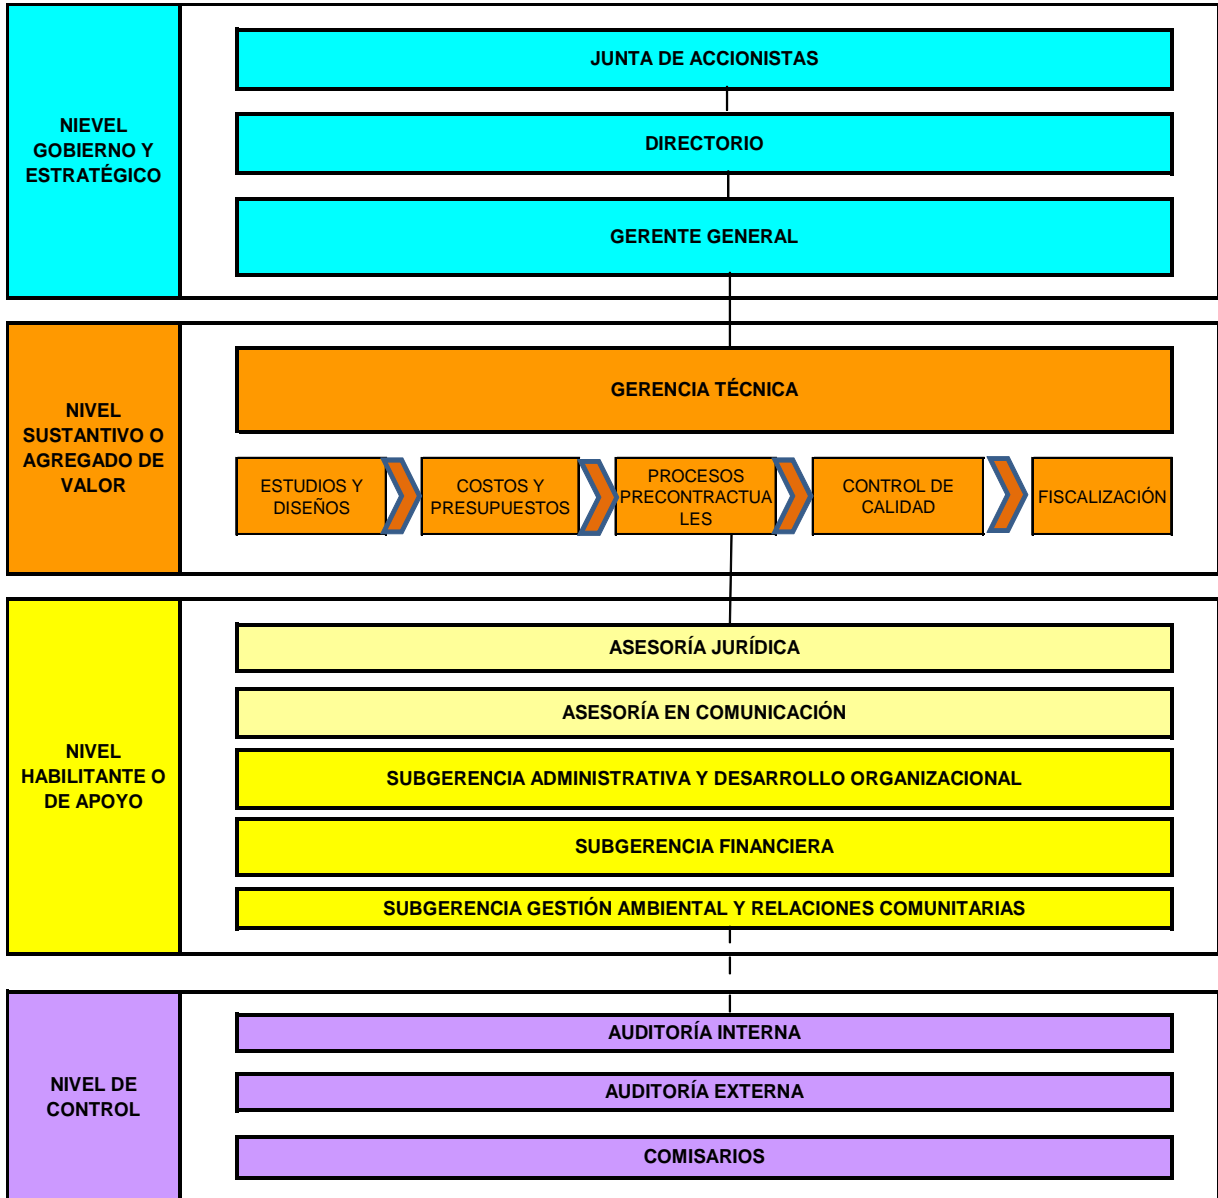 NIEVEL
GOBIERNO Y
ESTRATÉGICO
JUNTA DE ACCIONISTAS
DIRECTORIO
GERENTE GENERAL
NIVEL
SUSTANTIVO O
AGREGADO DE
VALOR
GERENCIA TÉCNICA
ESTUDIOS Y
DISEÑOS
COSTOS Y
PRESUPUESTOS
PROCESOS
PRECONTRACTUA
LES
CONTROL DE
CALIDAD
FISCALIZACIÓN
NIVEL
HABILITANTE O
DE APOYO
ASESORÍA JURÍDICA
ASESORÍA EN COMUNICACIÓN
SUBGERENCIA ADMINISTRATIVA Y DESARROLLO ORGANIZACIONAL
SUBGERENCIA FINANCIERA
SUBGERENCIA GESTIÓN AMBIENTAL Y RELACIONES COMUNITARIAS
NIVEL DE
CONTROL
AUDITORÍA INTERNA
AUDITORÍA EXTERNA
COMISARIOS